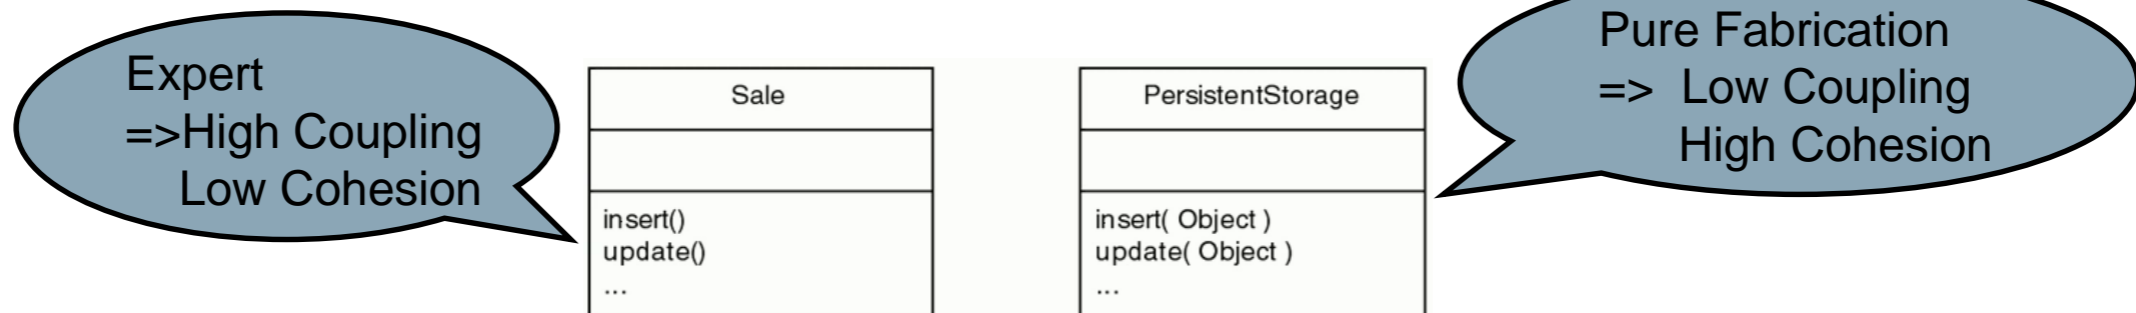 Expert
=>High Coupling
Low Cohesion
Sale
insert()
update()
...
PersistentStorage
insert( Object )
update( Object )
...
Pure Fabrication
=> Low Coupling
High Cohesion